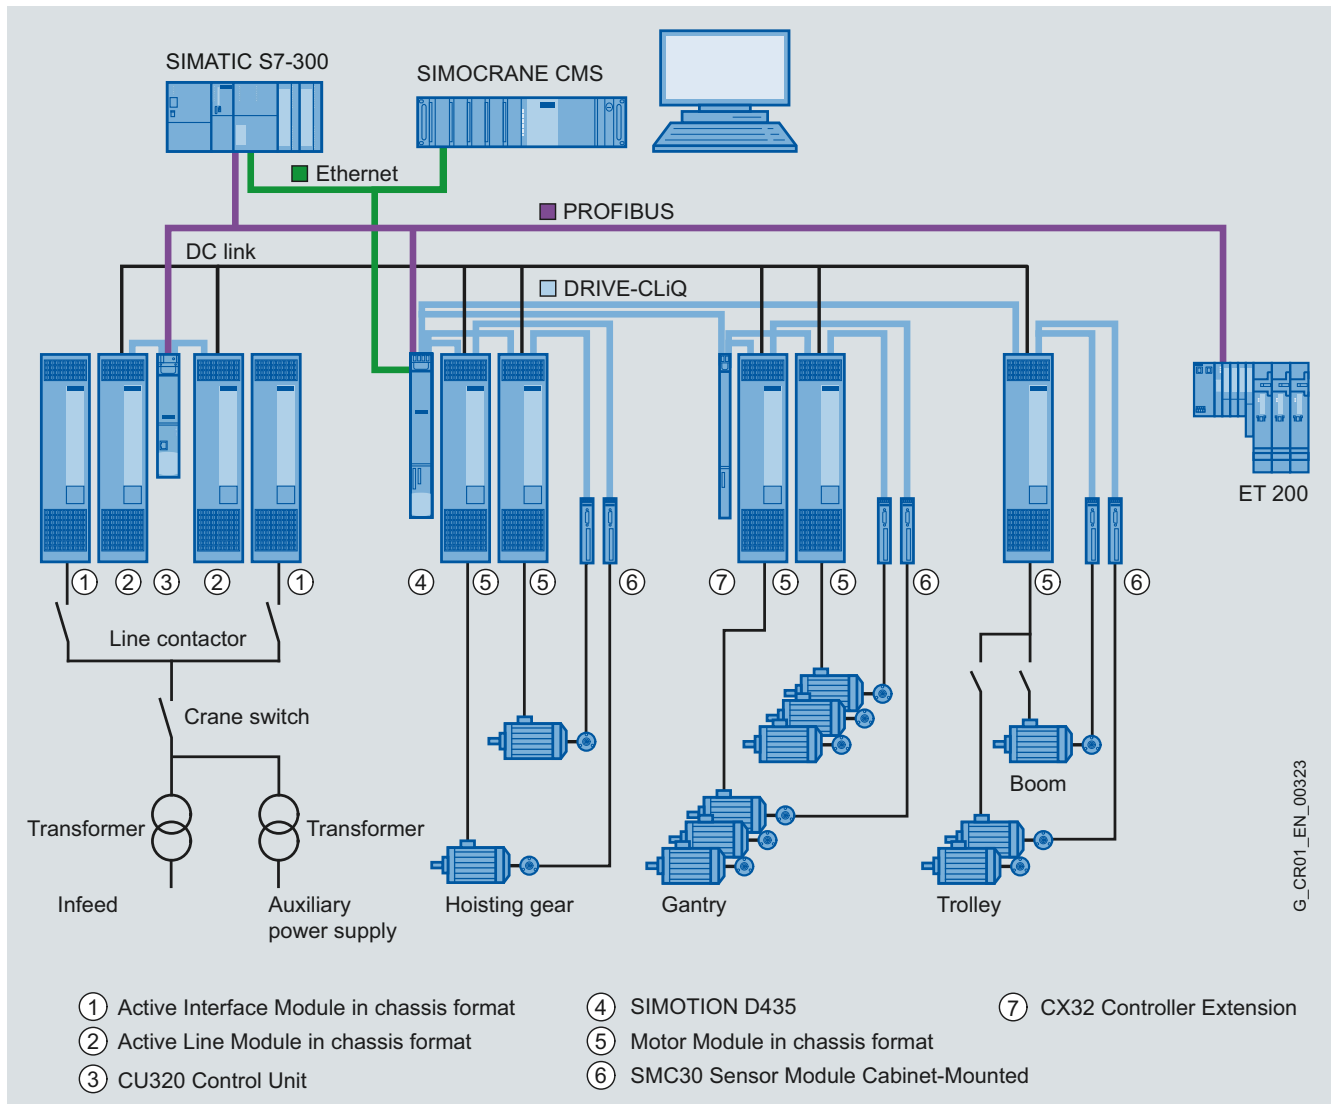 SIMATIC S7-300
SIMOCRANE CMS
Ethernet
PROFIBUS
DC link
DRIVE-CLiQ
ET 200
1 2 3 2 1 4 5 5 6 7 5 5 6 5 6
Line contactor
Crane switch
Boom
Transformer
Transformer
Infeed
Auxiliary
power supply
Hoisting gear
Gantry
Trolley
G_CR01_EN_00323
1 Active Interface Module in chassis format
2 Active Line Module in chassis format
3 CU320 Control Unit
4 SIMOTION D435
5 Motor Module in chassis format
6 SMC30 Sensor Module Cabinet-Mounted
7 CX32 Controller Extension